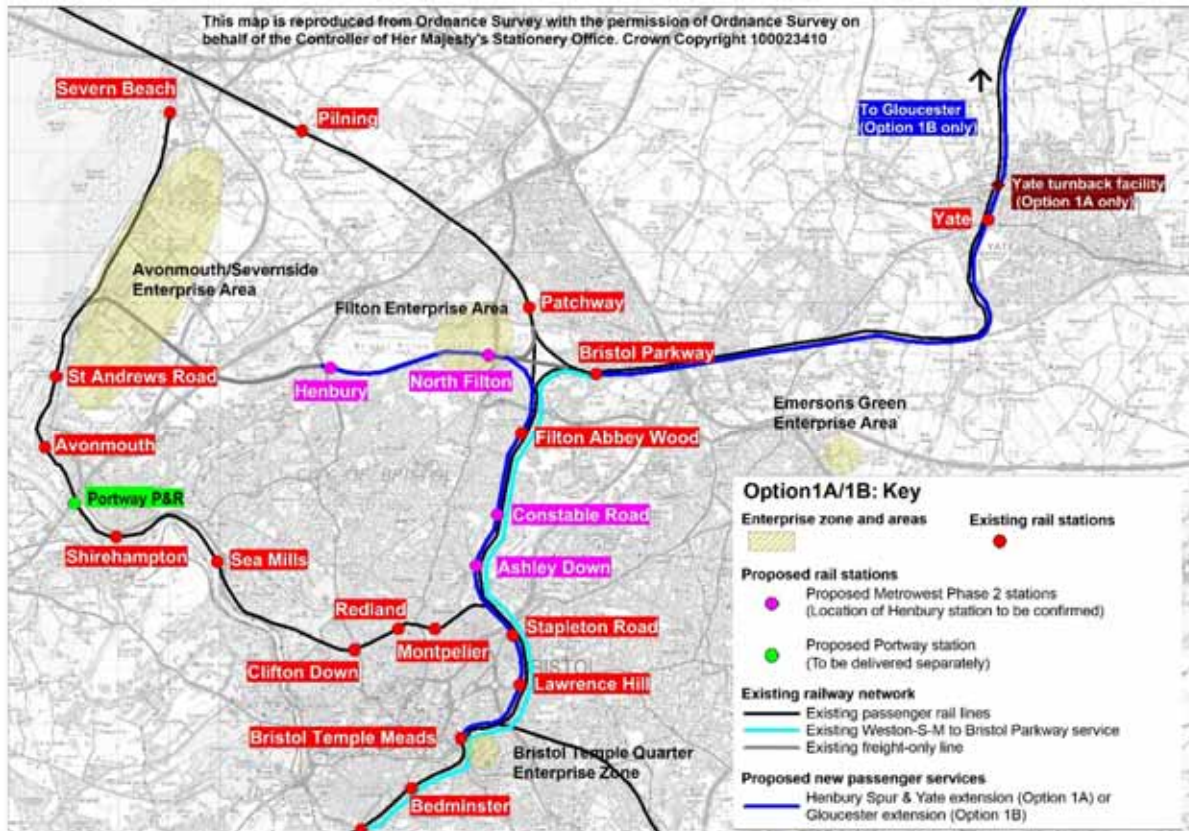 This map is reproduced from Ordnance Survey with the permission of Ordnance Survey on
behalf of the Controller of Her Majesty's Stationery Office. Crown Copyright 100023410
Severn Beach
Pilning
To Gloucester
(Option 1B only)
Yate turnback facility
(Option 1A only)
Yate
YATE
Avonmouth/Severnside
Enterprise Area
Filton Enterprise Area
Patchway
Bristol Parkway
St Andrews Road
Henbury
North Filton
Emersons Green
Enterprise Area
Avonmouth
Filton Abbey Wood
Portway P&R
Constable Road
Shirehampton
Sea Mills
Ashley Down
Redland
Montpelier
Stapleton Road
Clifton Down
BRISTOL
Lawrence Hill
Bristol Temple Meads
Bristol Temple Quarter
Enterprise Zone
Bedminster
Option1A/1B: Key
Enterprise zone and areas
Existing rail stations
Proposed rail stations
Proposed Metrowest Phase 2 stations
(Location of Henbury station to be confirmed)
Proposed Portway station
(To be delivered separately)
Existing railway network
Existing passenger rail lines
Existing Weston-S-M to Bristol Parkway service
Existing freight-only line
Proposed new passenger services
Henbury Spur & Yate extension (Option 1A) or
Gloucester extension (Option 1B)